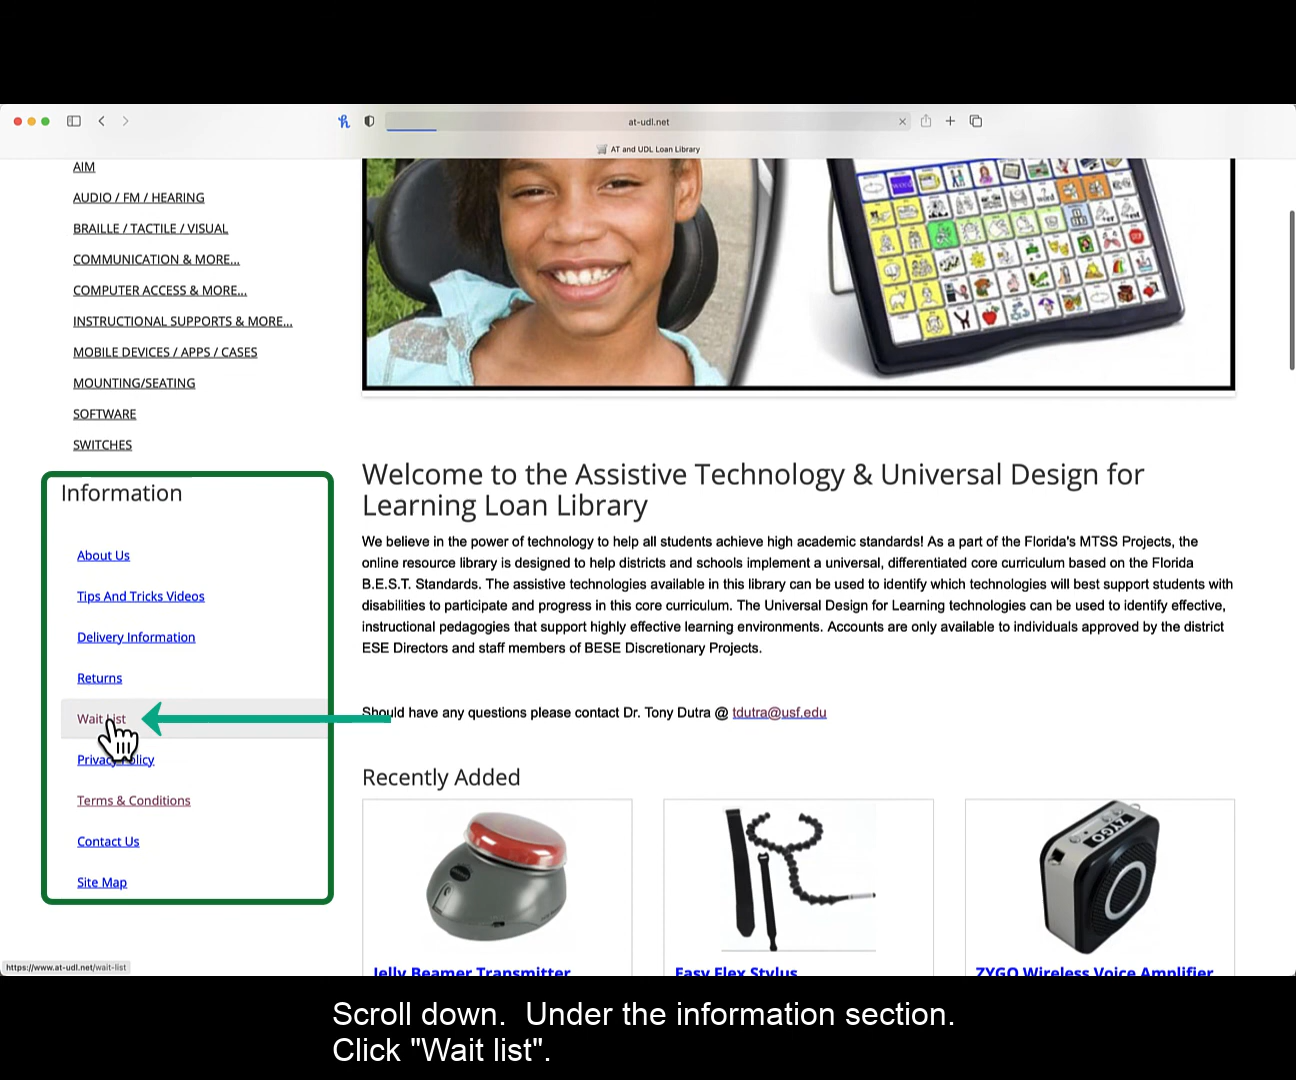 at-udl.net
AT and UDL Loan Library
AIM
AUDIO / FM / HEARING
BRAILLE / TACTILE / VISUAL
COMMUNICATION & MORE...
COMPUTER ACCESS & MORE...
INSTRUCTIONAL SUPPORTS & MORE...
MOBILE DEVICES / APPS / CASES
MOUNTING/SEATING
SOFTWARE
SWITCHES
Information
About Us
Tips And Tricks Videos
Delivery Information
Returns
Wait List
Privacy Policy
Terms & Conditions
Contact Us
Site Map
Welcome to the Assistive Technology & Universal Design for
Learning Loan Library
We believe in the power of technology to help all students achieve high academic standards! As a part of the Florida's MTSS Projects, the
online resource library is designed to help districts and schools implement a universal, differentiated core curriculum based on the Florida
B.E.S.T. Standards. The assistive technologies available in this library can be used to identify which technologies will best support students with
disabilities to participate and progress in this core curriculum. The Universal Design for Learning technologies can be used to identify effective,
instructional pedagogies that support highly effective learning environments. Accounts are only available to individuals approved by the district
ESE Directors and staff members of BESE Discretionary Projects.
Should have any questions please contact Dr. Tony Dutra @ tdutra@usf.edu
Recently Added
ZYGO
Jelly Beamer Transmitter
Easy Flex Stylus
ZYGO Wireless Voice Amplifier
https://www.at-udl.net/wait-list
Scroll down. Under the information section.
Click "Wait list".